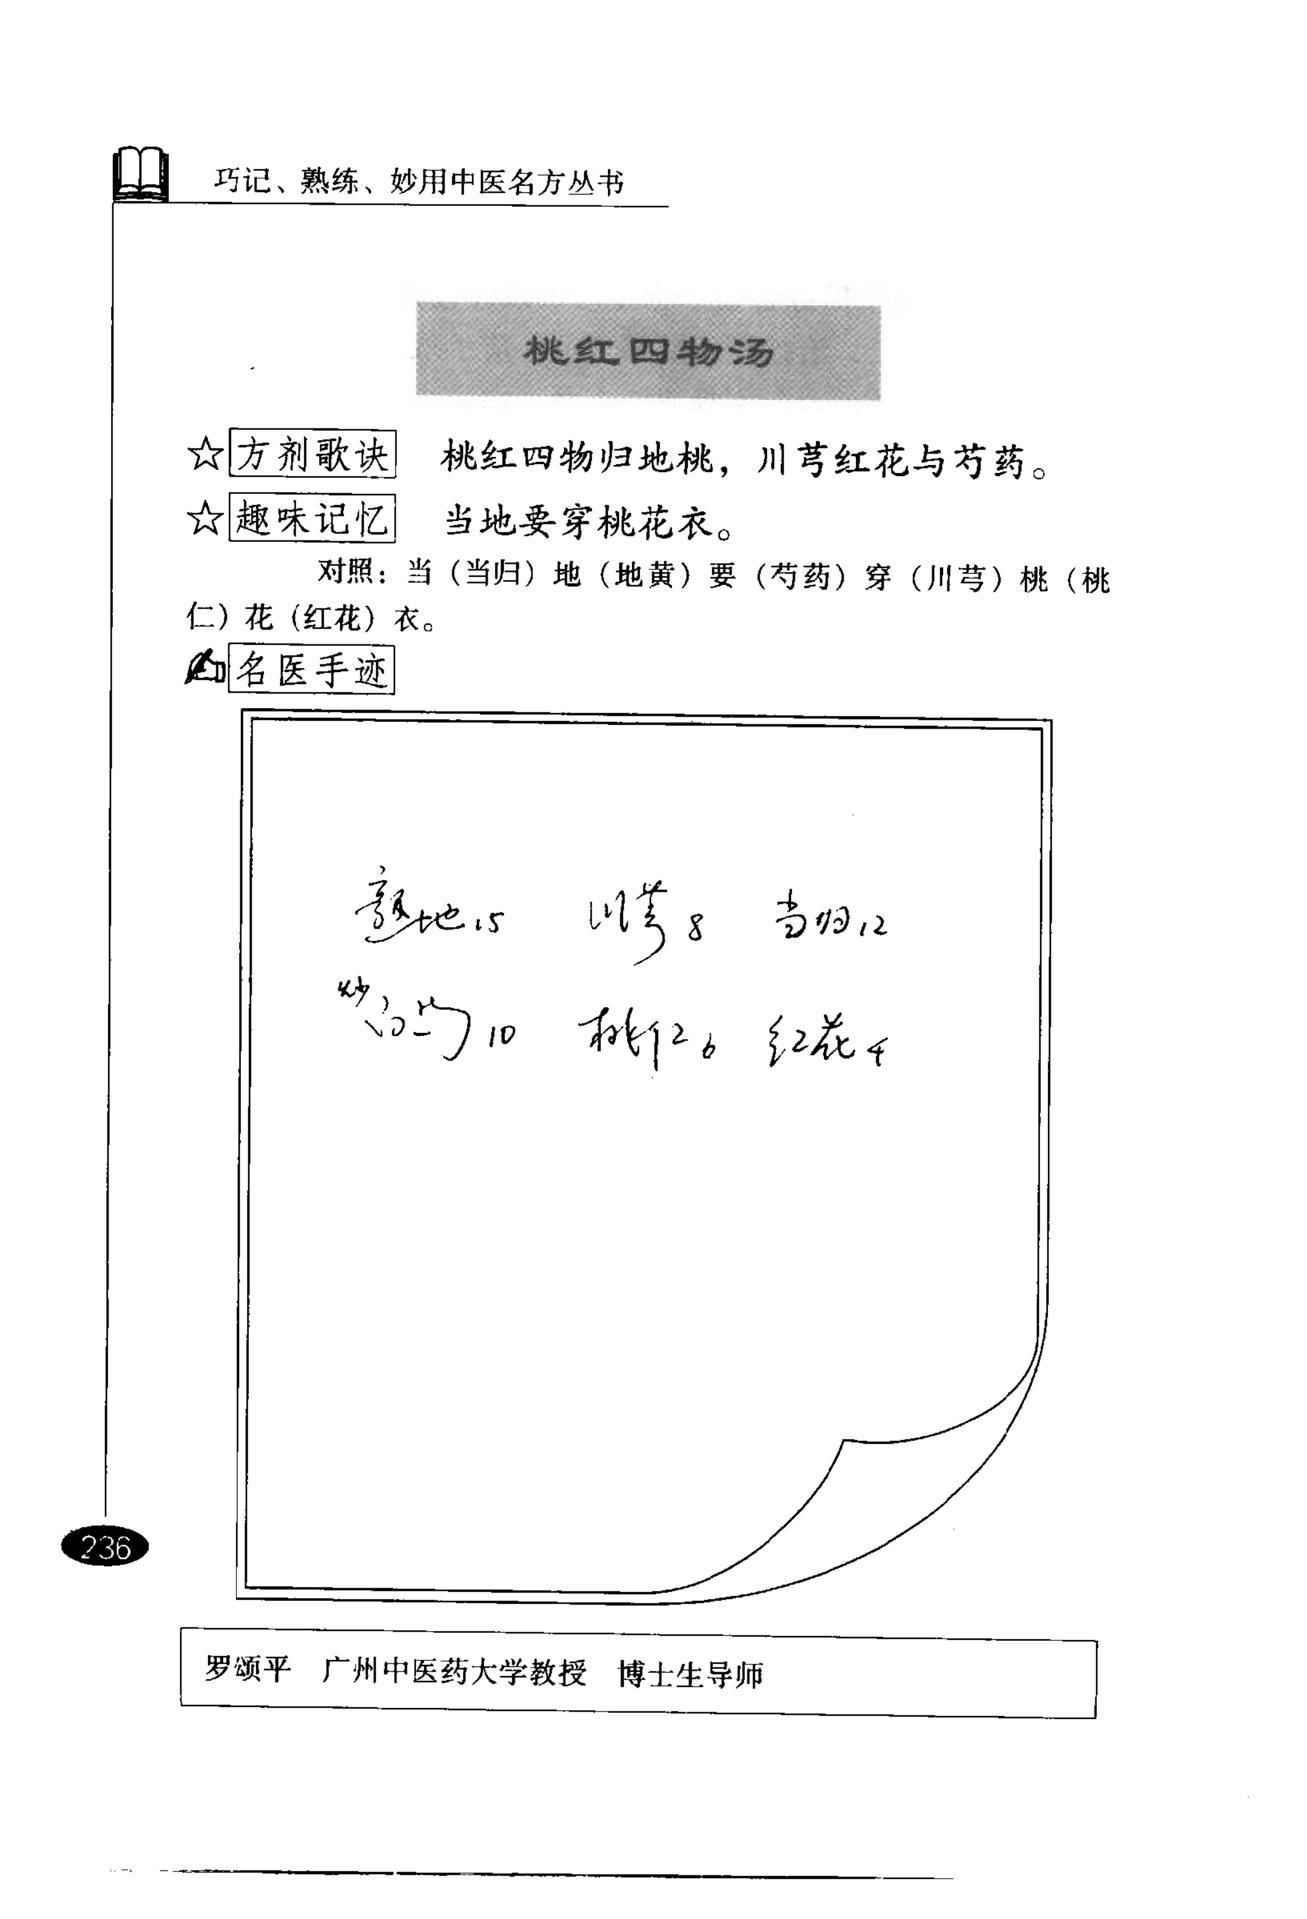 巧记、熟练、妙用中医名方丛书
桃红四物汤
☆方剂歌诀 桃红四物归地桃，川芎红花与芍药。
☆趣味记忆 当地要穿桃花衣。
对照：当（当归）地（地黄）要（芍药）穿（川芎）桃（桃
仁）花（红花）衣。
名医手迹
熟地15 川芎8 当归12
炒白芍10 桃仁6 红花4
236
罗颂平 广州中医药大学教授 博士生导师